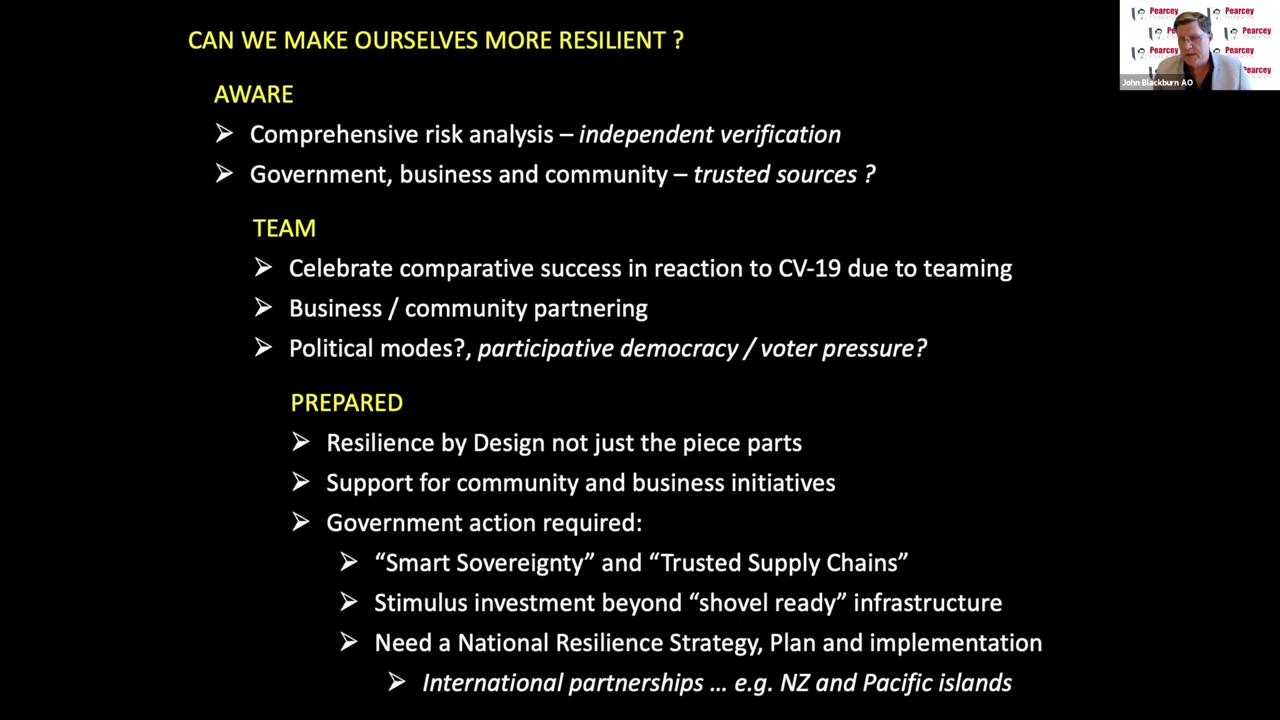 CAN WE MAKE OURSELVES MORE RESILIENT ?
AWARE
➢ Comprehensive risk analysis – independent verification
➢ Government, business and community – trusted sources ?
TEAM
➢ Celebrate comparative success in reaction to CV-19 due to teaming
➢ Business / community partnering
➢ Political modes?, participative democracy / voter pressure?
PREPARED
➢ Resilience by Design not just the piece parts
➢ Support for community and business initiatives
➢ Government action required:
➢ “Smart Sovereignty” and “Trusted Supply Chains”
➢ Stimulus investment beyond “shovel ready” infrastructure
➢ Need a National Resilience Strategy, Plan and implementation
➢ International partnerships … e.g. NZ and Pacific islands
Pearcey
FOUNDATION
Pearcey
FOUNDATION
Pearcey
Pearcey
Pearcey
Pearcey
John Blackburn AO